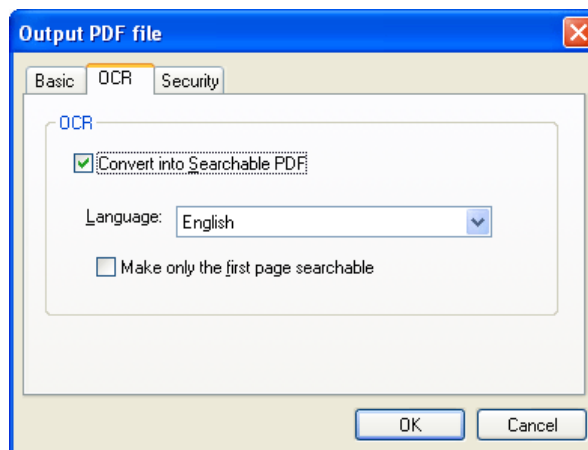 Output PDF file
Basic OCR Security
OCR
Convert into Searchable PDF
Language: English
Make only the first page searchable
OK Cancel